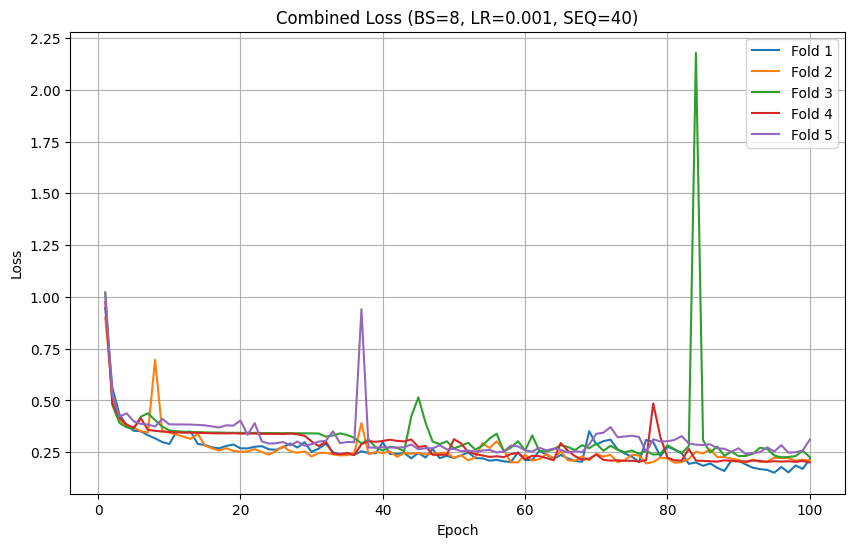 Combined Loss (BS=8, LR=0.001, SEQ=40)
2.25
2.00
1.75
1.50
1.25
1.00
0.75
0.50
0.25
Loss
Fold 1
Fold 2
Fold 3
Fold 4
Fold 5
0 20 40 60 80 100
Epoch